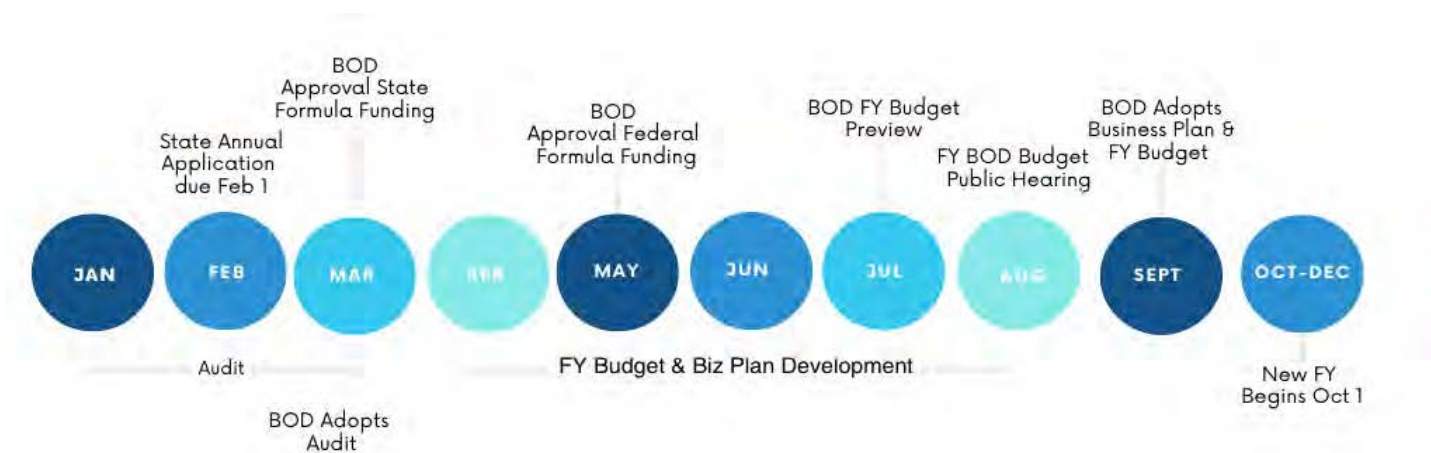 BOD
Approval State
Formula Funding
State Annual
Application
due Feb 1
BOD
Approval Federal
Formula Funding
BOD FY Budget
Preview
FY BOD Budget
Public Hearing
BOD Adopts
Business Plan &
FY Budget
JAN
FEB
MAR
MAY
JUN
JUL
AUG
SEPT
OCT-DEC
Audit
FY Budget & Biz Plan Development
New FY
Begins Oct 1
BOD Adopts
Audit